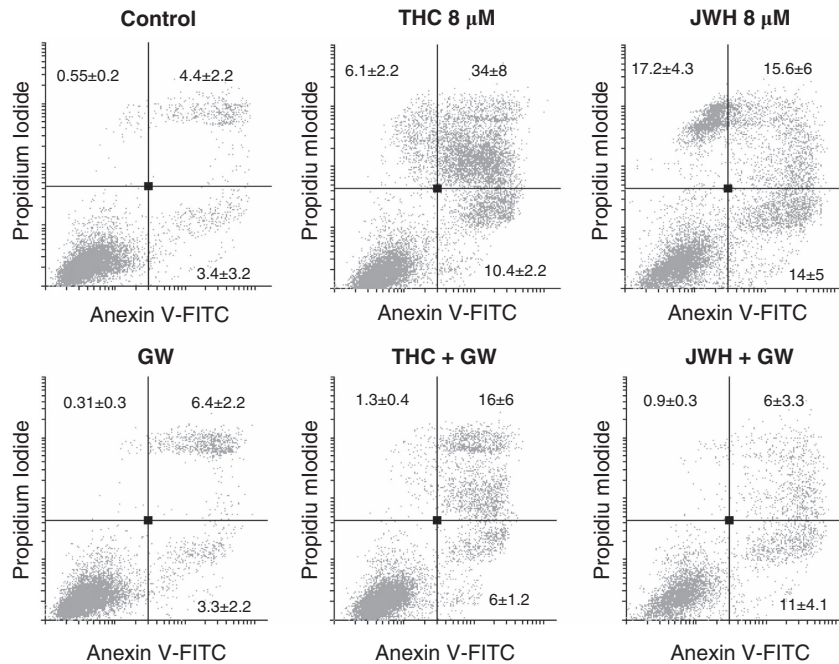 Control
THC 8 μM
JWH 8 μM
0.55±0.2
4.4±2.2
6.1±2.2
34±8
17.2±4.3
15.6±6
Propidium Iodide
Propidiu mIodide
Propidiu mIodide
3.4±3.2
10.4±2.2
14±5
Anexin V-FITC
Anexin V-FITC
Anexin V-FITC
GW
THC + GW
JWH + GW
0.31±0.3
6.4±2.2
1.3±0.4
16±6
0.9±0.3
6±3.3
Propidium Iodide
Propidiu mIodide
Propidiu mIodide
3.3±2.2
6±1.2
11±4.1
Anexin V-FITC
Anexin V-FITC
Anexin V-FITC